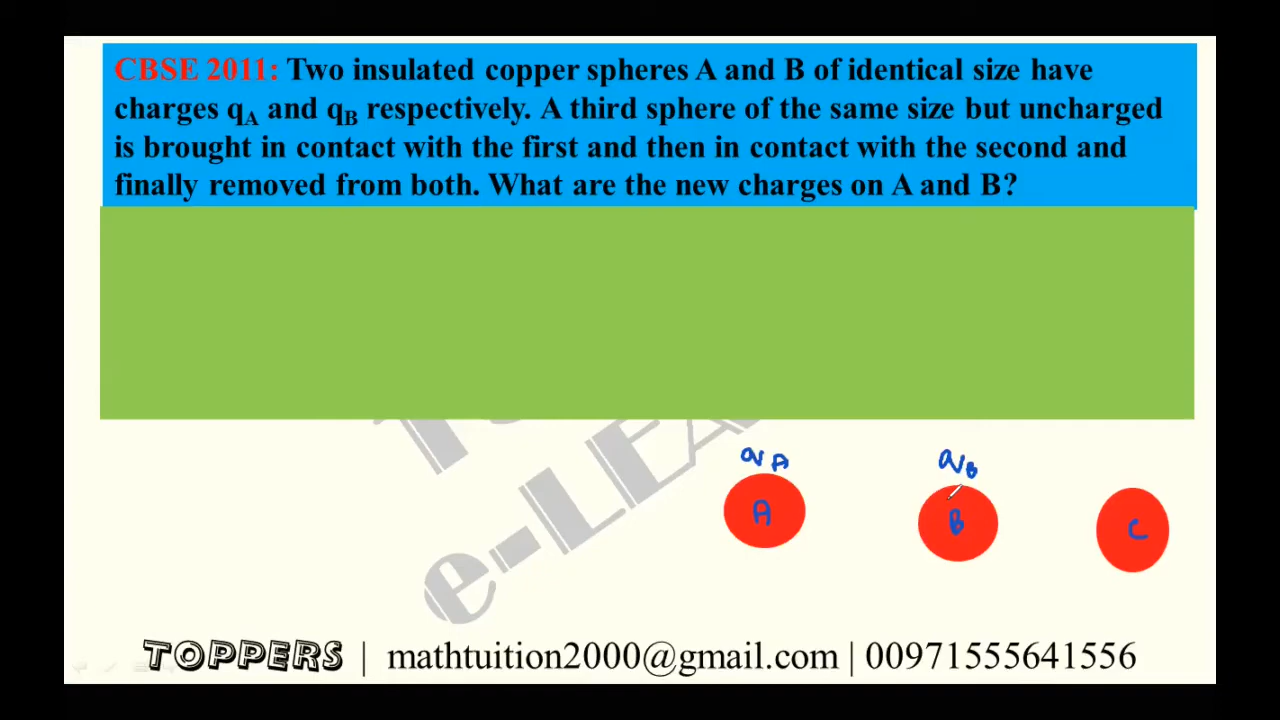 CBSE 2011: Two insulated copper spheres A and B of identical size have
charges qA and qB respectively. A third sphere of the same size but uncharged
is brought in contact with the first and then in contact with the second and
finally removed from both. What are the new charges on A and B?
e-LEA
qA qB
A B C
TOPPERS | mathtuition2000@gmail.com | 00971555641556